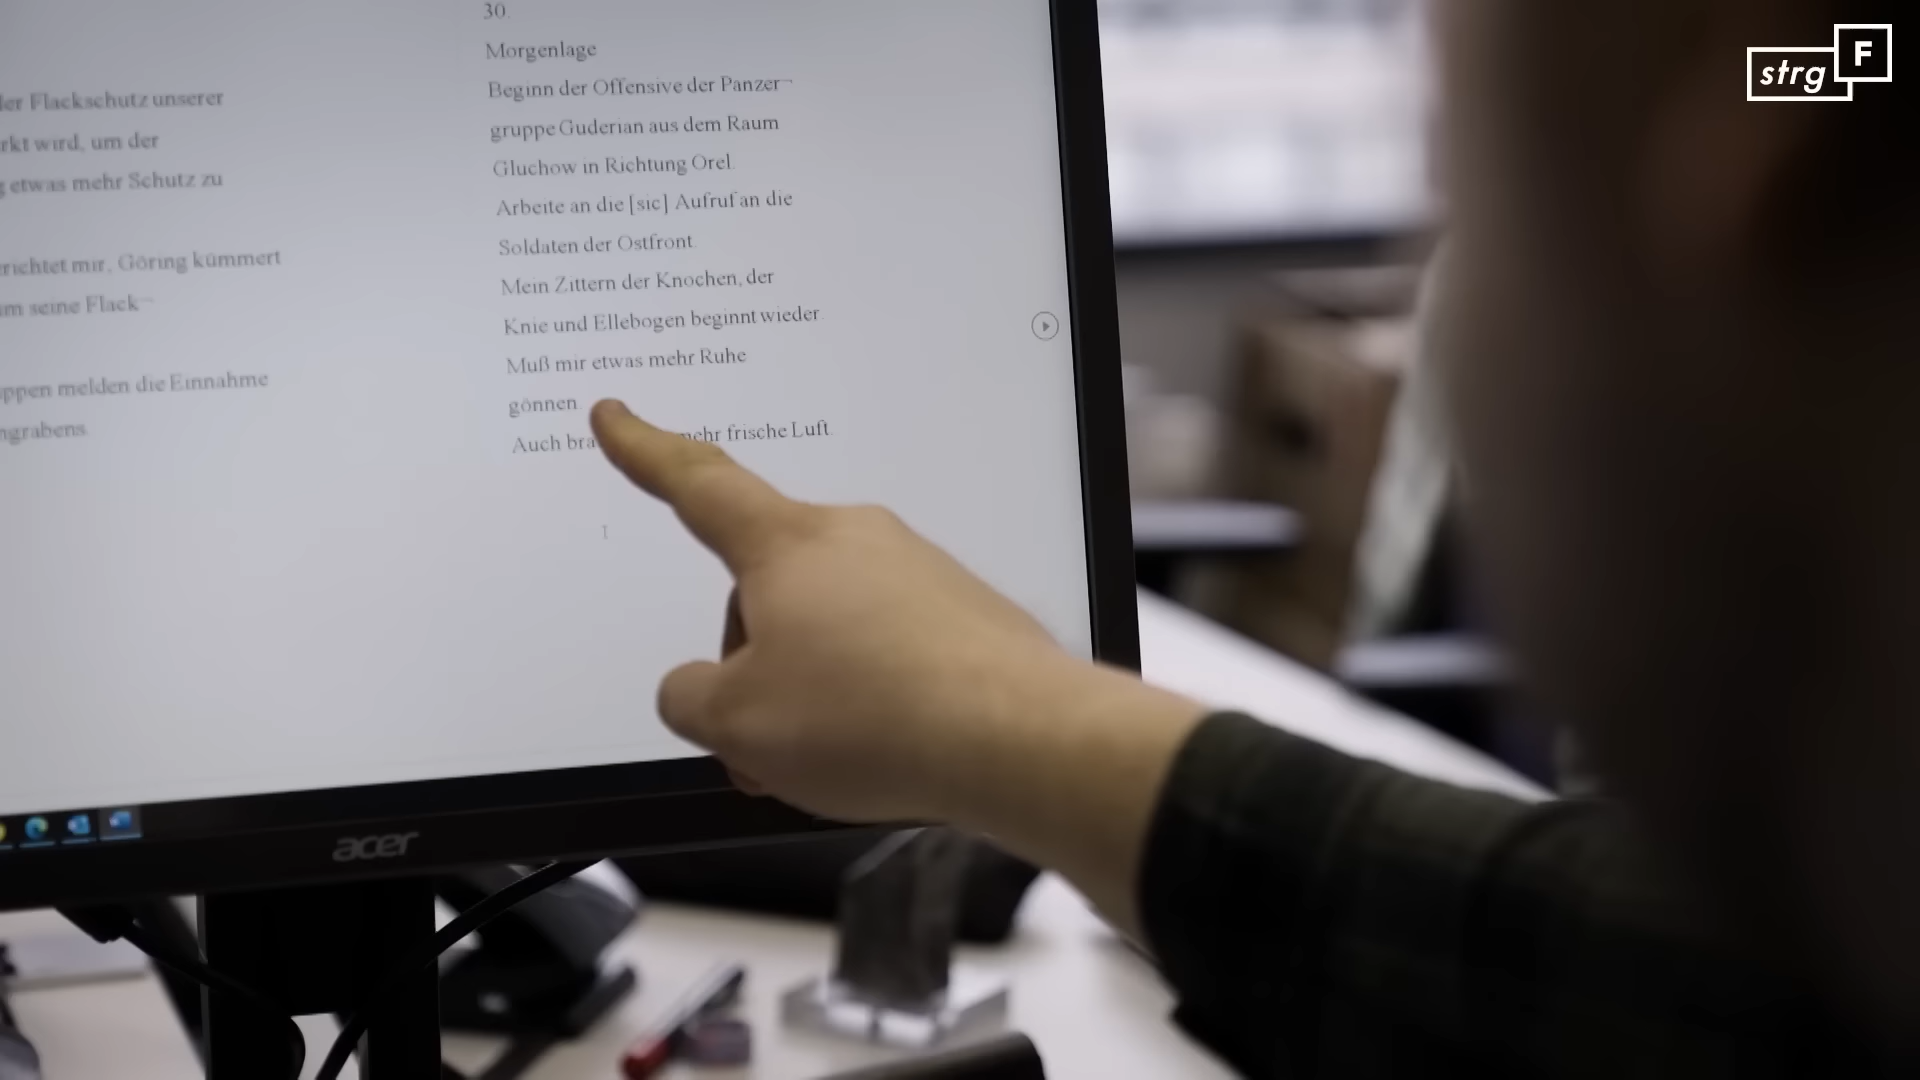 ler Flackschutz unserer
rkt wird, um der
g etwas mehr Schutz zu
richtet mir, Göring kümmert
um seine Flack¬
ppen melden die Einnahme
ngrabens.
30.
Morgenlage
Beginn der Offensive der Panzer¬
gruppe Guderian aus dem Raum
Gluchow in Richtung Orel.
Arbeite an die [sic] Aufruf an die
Soldaten der Ostfront.
Mein Zittern der Knochen, der
Knie und Ellebogen beginnt wieder.
Muß mir etwas mehr Ruhe
gönnen.
Auch bra mehr frische Luft.
acer
strg F